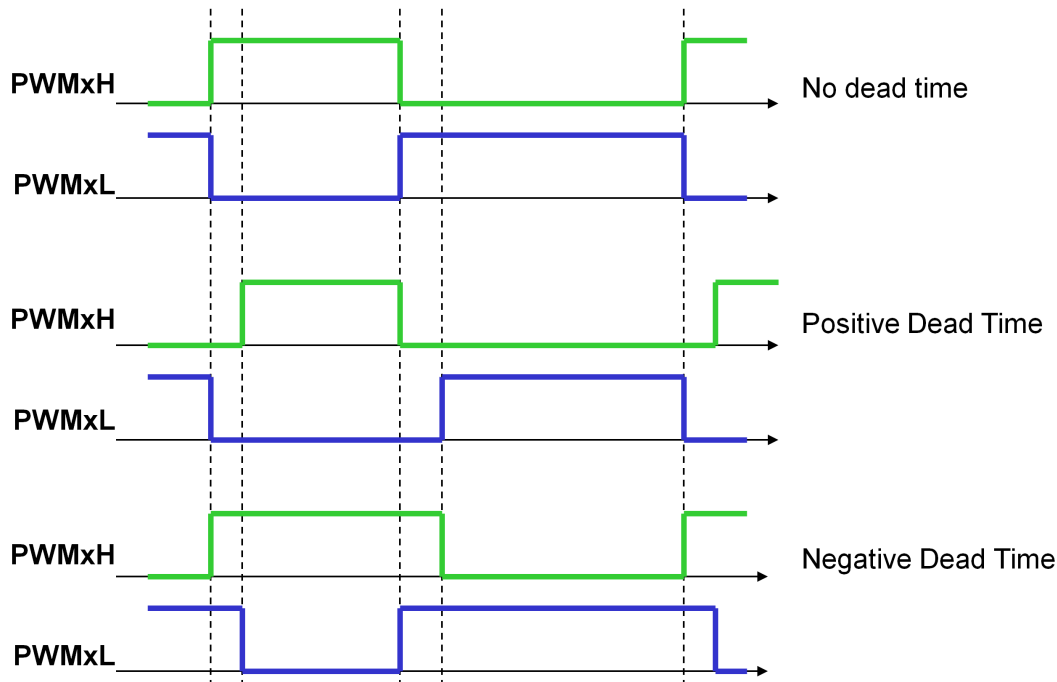 PWMxH
No dead time
PWMxL
PWMxH
Positive Dead Time
PWMxL
PWMxH
Negative Dead Time
PWMxL